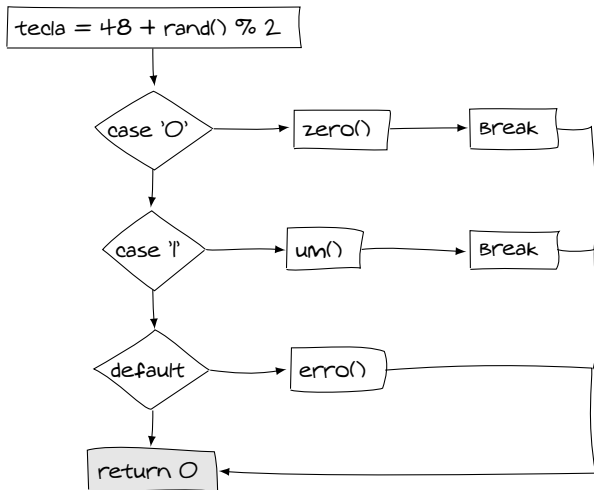 tecla = 48 + rand() % 2
case '0'
zero()
Break
case '1'
um()
Break
default
erro()
return 0